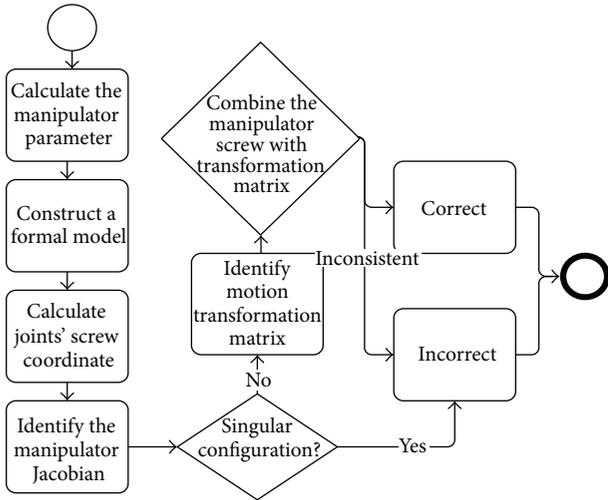 Calculate the
manipulator
parameter
Construct a
formal model
Calculate
joints' screw
coordinate
Identify the
manipulator
Jacobian
Singular
configuration?
No
Yes
Identify
motion
transformation
matrix
Combine the
manipulator
screw with
transformation
matrix
Inconsistent
Correct
Incorrect